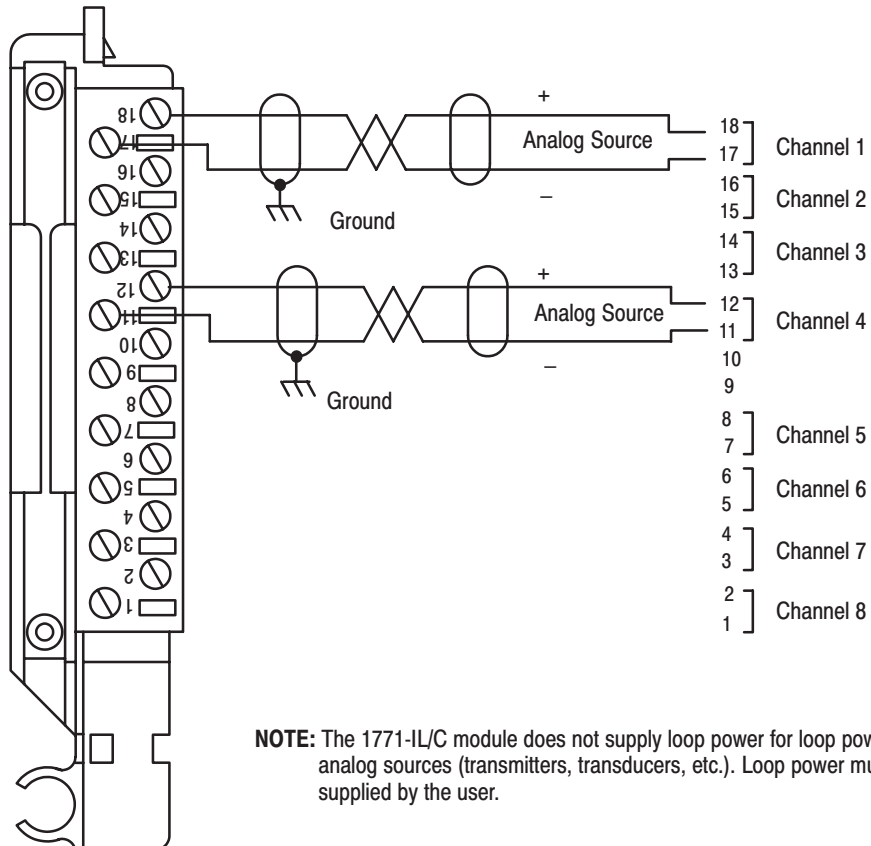 18
17
16
15
14
13
12
11
10
9
8
7
6
5
4
3
2
1
+
Analog Source
–
Ground
+
Analog Source
–
Ground
18
17
Channel 1
16
15
Channel 2
14
13
Channel 3
12
11
Channel 4
10
9
8
7
Channel 5
6
5
Channel 6
4
3
Channel 7
2
1
Channel 8
NOTE: The 1771-IL/C module does not supply loop power for loop
analog sources (transmitters, transducers, etc.). Loop power
supplied by the user.